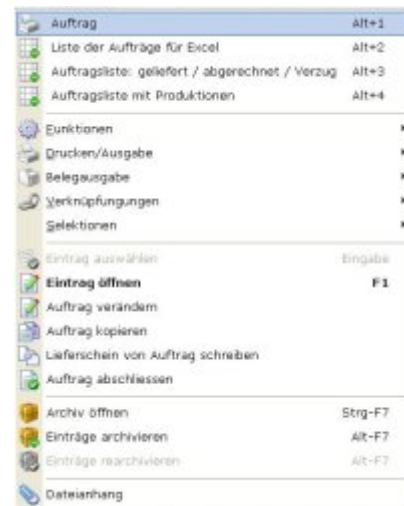 Auftrag Alt+1
Liste der Aufträge für Excel Alt+2
Auftragsliste: geliefert / abgerechnet / Verzug Alt+3
Auftragsliste mit Produktionen Alt+4
Funktionen
Drucken/Ausgabe
Belegausgabe
Verknüpfungungen
Selektionen
Eintrag auswählen Eingabe
Eintrag öffnen F1
Auftrag verändern
Auftrag kopieren
Lieferschein von Auftrag schreiben
Auftrag abschliessen
Archiv öffnen Strg-F7
Einträge archivieren Alt-F7
Einträge rearchivieren Alt-F7
Dateianhang